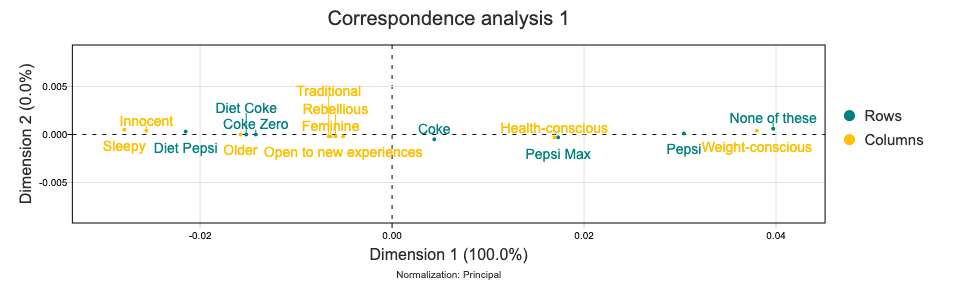 Correspondence analysis 1
Dimension 2 (0.0%)
0.005
0.000
-0.005
Traditional
Rebellious
Feminine
Diet Coke
Coke Zero
Innocent
Sleepy
Diet Pepsi
Older
Open to new experiences
Coke
Health-conscious
Pepsi Max
None of these
Pepsi
Weight-conscious
Rows
Columns
-0.02
0.00
0.02
0.04
Dimension 1 (100.0%)
Normalization: Principal